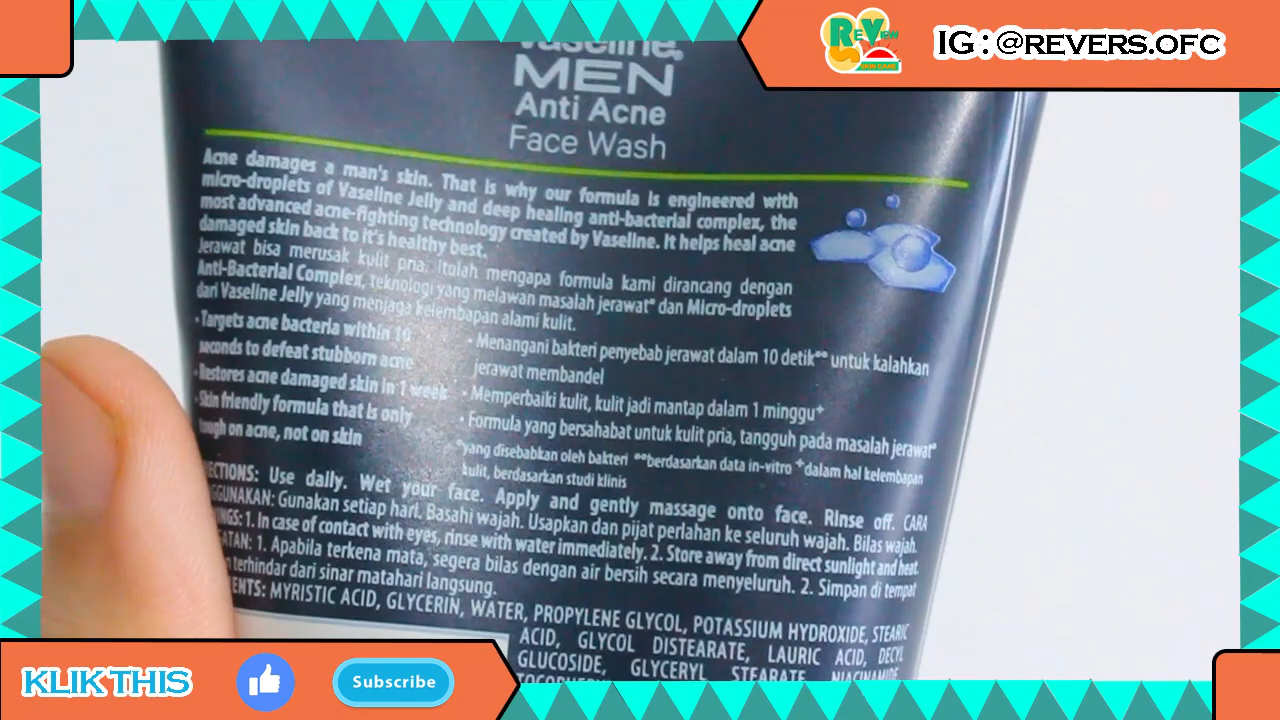 REVIEW
SKIN CARE
IG : @REVERS.OFC
Vaseline
MEN
Anti Acne
Face Wash
Acne damages a man's skin. That is why our formula is engineered with
micro-droplets of Vaseline Jelly and deep healing anti-bacterial complex, the
most advanced acne-fighting technology created by Vaseline. It helps heal acne
damaged skin back to it's healthy best.
Jerawat bisa merusak kulit pria. Itulah mengapa formula kami dirancang dengan
Anti-Bacterial Complex, teknologi yang melawan masalah jerawat* dan Micro-droplets
dari Vaseline Jelly yang menjaga kelembapan alami kulit.
• Targets acne bacteria within 10
seconds to defeat stubborn acne
• Restores acne damaged skin in 1 week
• Skin friendly formula that is only
tough on acne, not on skin
• Menangani bakteri penyebab jerawat dalam 10 detik** untuk kalahkan
jerawat membandel
• Memperbaiki kulit, kulit jadi mantap dalam 1 minggu+
• Formula yang bersahabat untuk kulit pria, tangguh pada masalah jerawat*
*yang disebabkan oleh bakteri **berdasarkan data in-vitro +dalam hal kelembapan
kulit, berdasarkan studi klinis
ECTIONS: Use daily. Wet your face. Apply and gently massage onto face. Rinse off. CARA
GGUNAKAN: Gunakan setiap hari. Basahi wajah. Usapkan dan pijat perlahan ke seluruh wajah. Bilas wajah.
NGS: 1. In case of contact with eyes, rinse with water immediately. 2. Store away from direct sunlight and heat.
ATAN: 1. Apabila terkena mata, segera bilas dengan air bersih secara menyeluruh. 2. Simpan di tempat
n terhindar dari sinar matahari langsung.
ENTS: MYRISTIC ACID, GLYCERIN, WATER, PROPYLENE GLYCOL, POTASSIUM HYDROXIDE, STEARIC
ACID, GLYCOL DISTEARATE, LAURIC ACID, DECYL
GLUCOSIDE, GLYCERYL STEARATE, NIACINAMIDE,
KLIK THIS
Subscribe